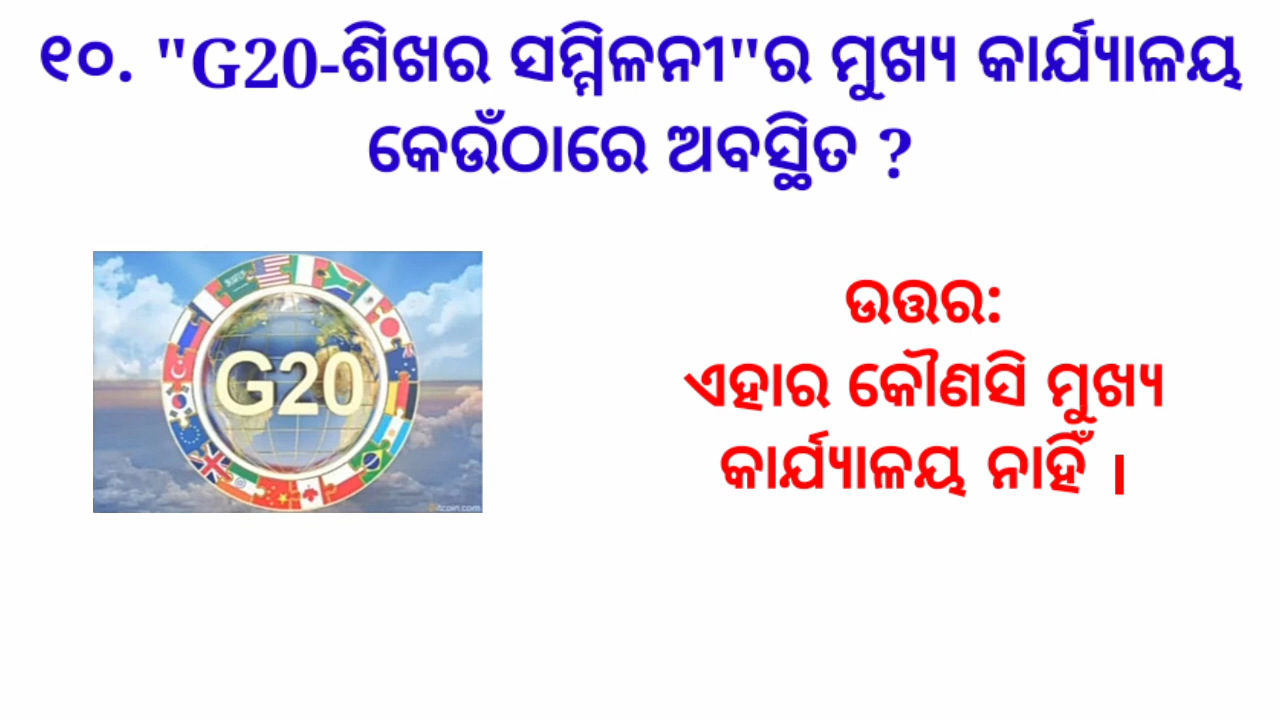 ୧୦. "G20-ଶିଖର ସମ୍ମିଳନୀ"ର ମୁଖ୍ୟ କାର୍ଯ୍ୟାଳୟ
କେଉଁଠାରେ ଅବସ୍ଥିତ ?
G20
ଉତ୍ତର:
ଏହାର କୌଣସି ମୁଖ୍ୟ
କାର୍ଯ୍ୟାଳୟ ନାହିଁ ।